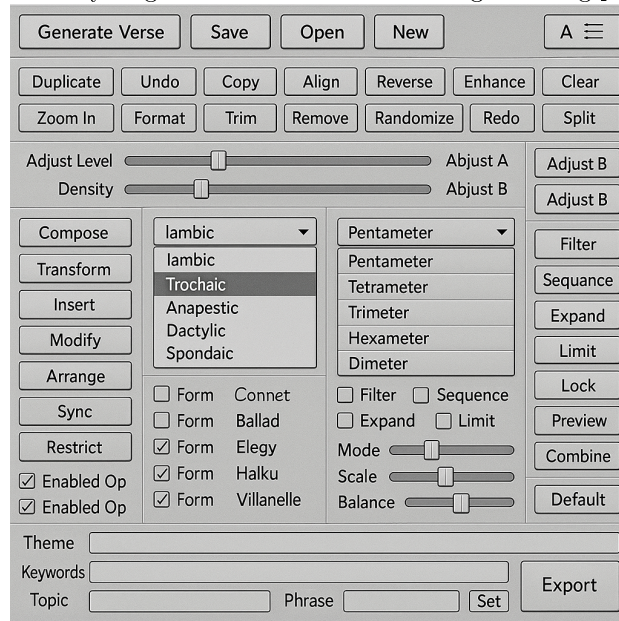 Generate Verse Save Open New A
Duplicate Undo Copy Align Reverse Enhance Clear
Zoom In Format Trim Remove Randomize Redo Split
Adjust Level Abjust A Adjust B
Density Abjust B Adjust B
Compose Iambic Pentameter Filter
Transform Iambic Pentameter Sequance
Trochaic Tetrameter
Insert Anapestic Trimeter Expand
Modify Dactylic Hexameter Limit
Spondaic Dimeter
Arrange Form Connet Filter Sequence Lock
Sync Form Ballad Expand Limit Preview
Restrict Form Elegy Mode Combine
Enabled Op Form Halku Scale
Enabled Op Form Villanelle Balance Default
Theme
Keywords
Topic Phrase Set Export